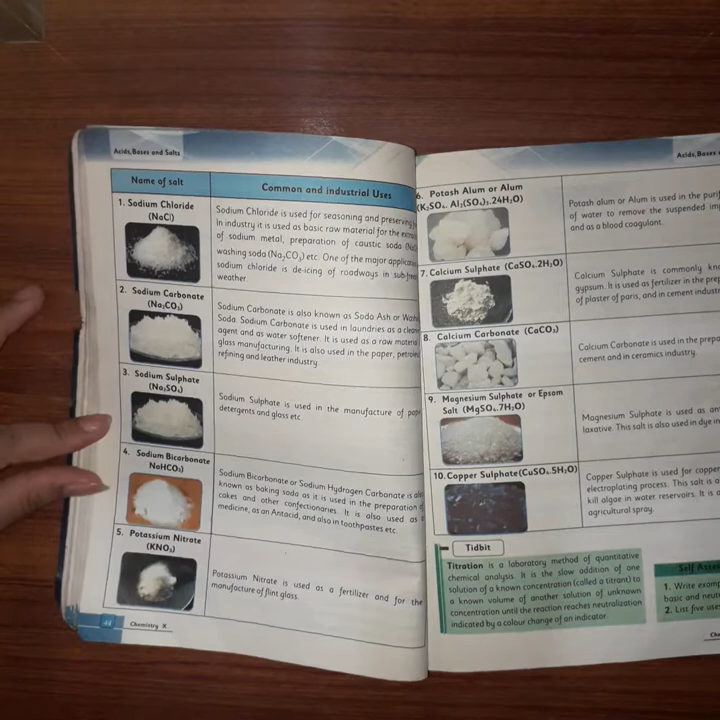 Acids, Bases and Salts
Name of salt
Common and industrial Uses
1. Sodium Chloride
(NaCl)
Sodium Chloride is used for seasoning and preserving
In industry it is used as basic raw material for the
of sodium metal, preparation of caustic soda
washing soda (Na₂CO₃) etc. One of the major
sodium chloride is de-icing of roadways in
weather.
2. Sodium Carbonate
(Na₂CO₃)
Sodium Carbonate is also known as Soda Ash or
Soda. Sodium Carbonate is used in laundries as a
agent and as water softener. It is used as a raw
glass manufacturing. It is also used in the paper,
refining and leather industry.
3. Sodium Sulphate
(Na₂SO₄)
Sodium Sulphate is used in the manufacture of
detergents and glass etc.
4. Sodium Bicarbonate
NaHCO₃)
Sodium Bicarbonate or Sodium Hydrogen Carbonate is
known as baking soda as it is used in the preparation
cakes and other confectionaries. It is also used as
medicine, as an Antacid, and also in toothpastes etc.
5. Potassium Nitrate
(KNO₃)
Potassium Nitrate is used as a fertilizer and for the
manufacture of flint glass.
44
Chemistry X
Acids, Bases
6. Potash Alum or Alum
(K₂SO₄. Al₂(SO₄)₃.24H₂O)
Potash alum or Alum is used in the
of water to remove the suspended
and as a blood coagulant.
7. Calcium Sulphate (CaSO₄.2H₂O)
Calcium Sulphate is commonly
gypsum. It is used as fertilizer in the
of plaster of paris, and in cement
8. Calcium Carbonate (CaCO₃)
Calcium Carbonate is used in the
cement and in ceramics industry.
9. Magnesium Sulphate or Epsom
Salt (MgSO₄.7H₂O)
Magnesium Sulphate is used as
laxative. This salt is also used in dye
10. Copper Sulphate(CuSO₄.5H₂O)
Copper Sulphate is used for copper
electroplating process. This salt is
kill algae in water reservoirs. It is
agricultural spray.
Tidbit
Titration is a laboratory method of quantitative
chemical analysis. It is the slow addition of one
solution of a known concentration (called a titrant) to
a known volume of another solution of unknown
concentration until the reaction reaches neutralization
indicated by a colour change of an indicator.
Self
1. Write
basic and
2. List five